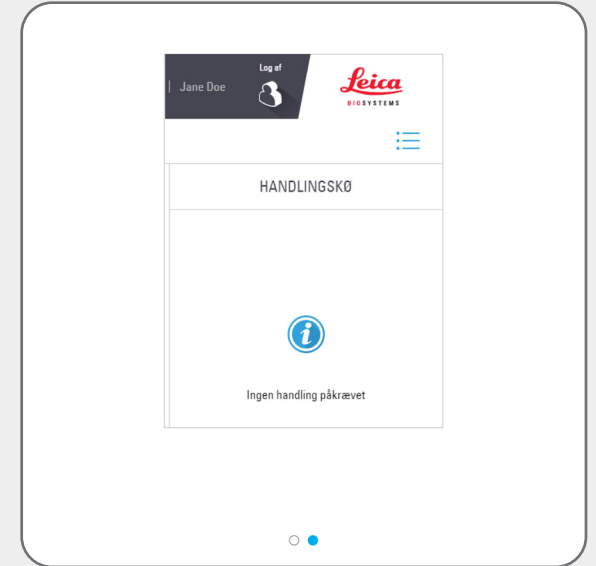 Log af
| Jane Doe
Leica
BIOSYSTEMS
HANDLINGSKØ
i
Ingen handling påkrævet